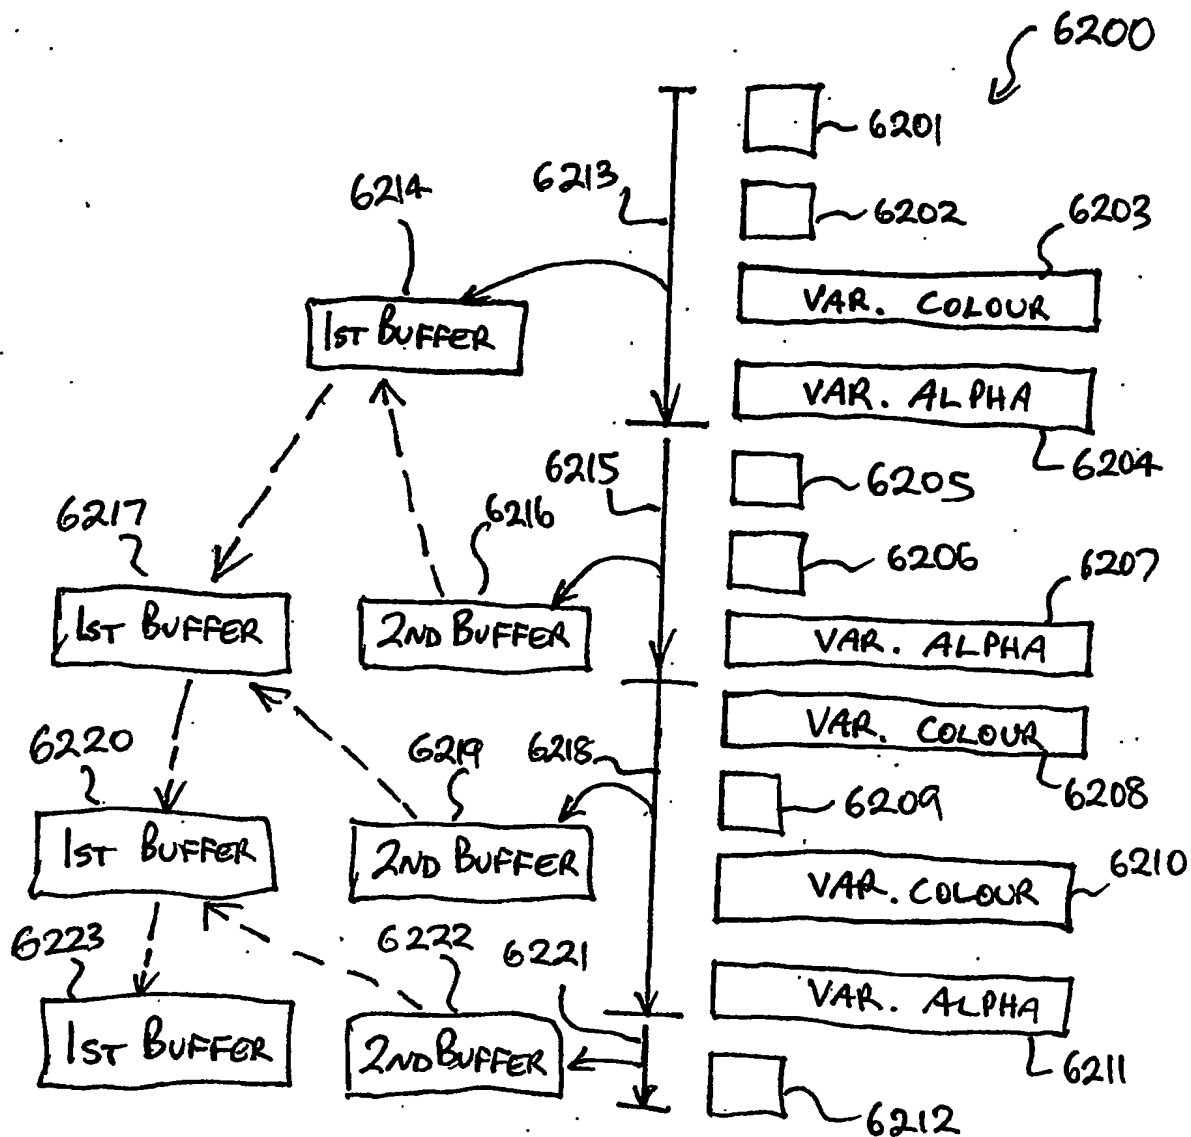 6200
6201
6213
6214
6202
6203
VAR. COLOUR
1ST BUFFER
VAR. ALPHA
6204
6215
6205
6217
6216
6206
6207
1ST BUFFER
2ND BUFFER
VAR. ALPHA
VAR. COLOUR
6220
6219
6218
6208
6209
1ST BUFFER
2ND BUFFER
6210
VAR. COLOUR
6223
6222
6221
VAR. ALPHA
1ST BUFFER
2ND BUFFER
6211
6212